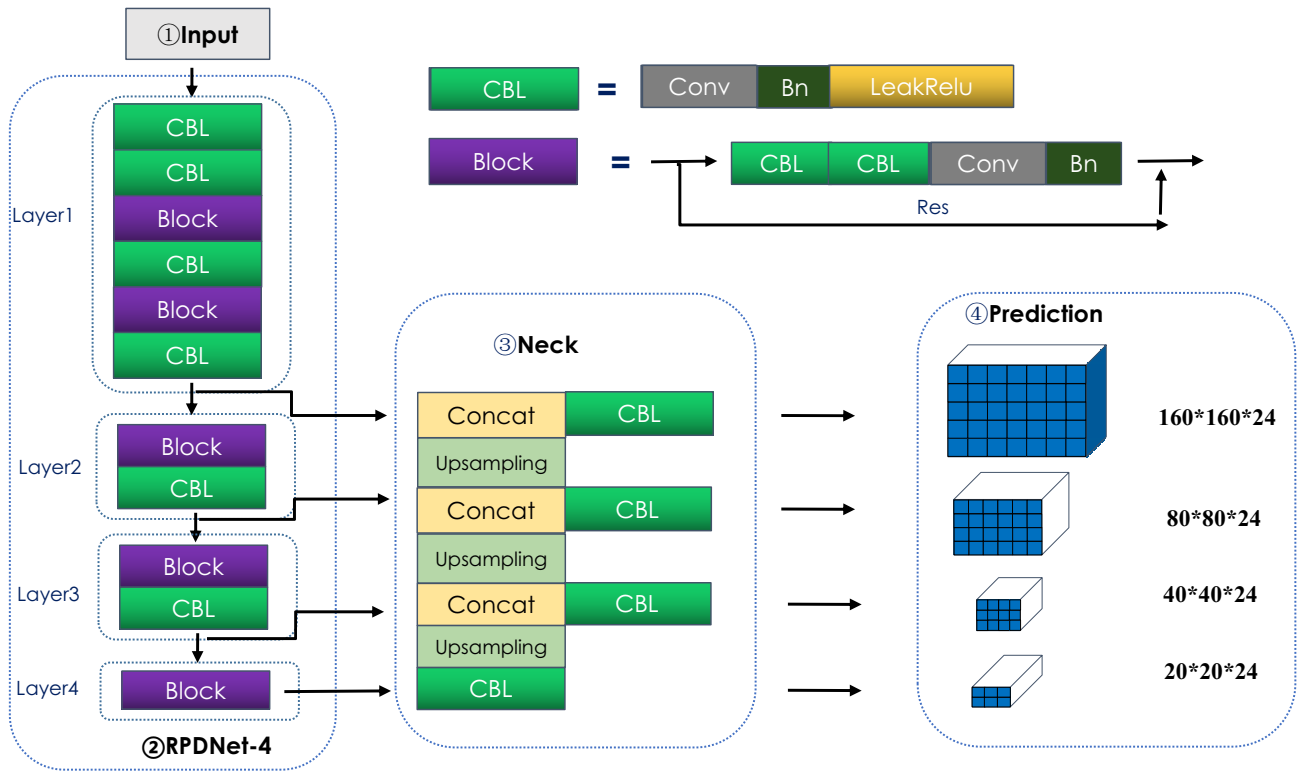 ①Input
CBL
CBL
Block
CBL
Block
CBL
Layer1
Block
CBL
Layer2
Block
CBL
Layer3
Block
Layer4
②RPDNet-4
CBL = Conv Bn LeakRelu
Block = CBL CBL Conv Bn
Res
③Neck
Concat CBL
Upsampling
Concat CBL
Upsampling
Concat CBL
Upsampling
CBL
④Prediction
160*160*24
80*80*24
40*40*24
20*20*24